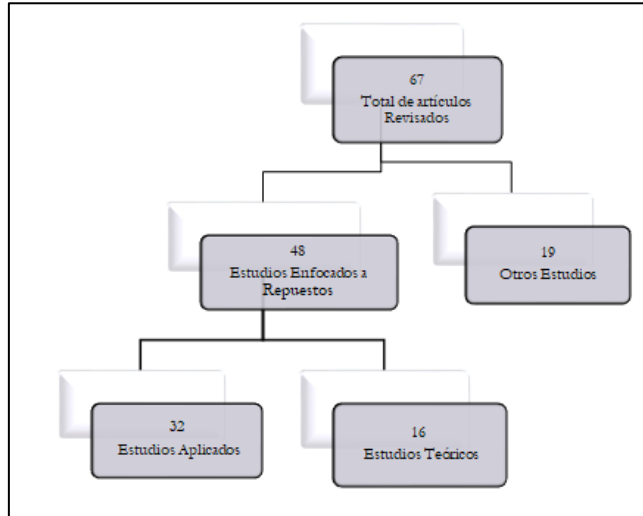 67
Total de artículos
Revisados
48
Estudios Enfocados a
Repuestos
19
Otros Estudios
32
Estudios Aplicados
16
Estudios Teóricos